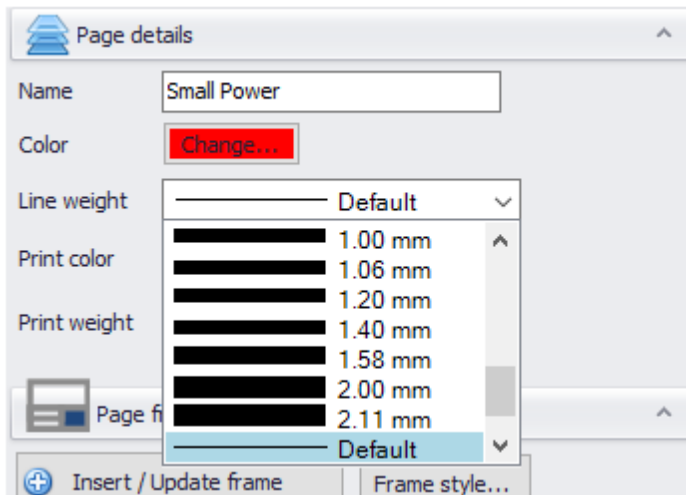 Page details
Name Small Power
Color Change...
Line weight Default
1.00 mm
Print color 1.06 mm
1.20 mm
Print weight 1.40 mm
1.58 mm
2.00 mm
Page fi 2.11 mm
Default
Insert / Update frame Frame style...